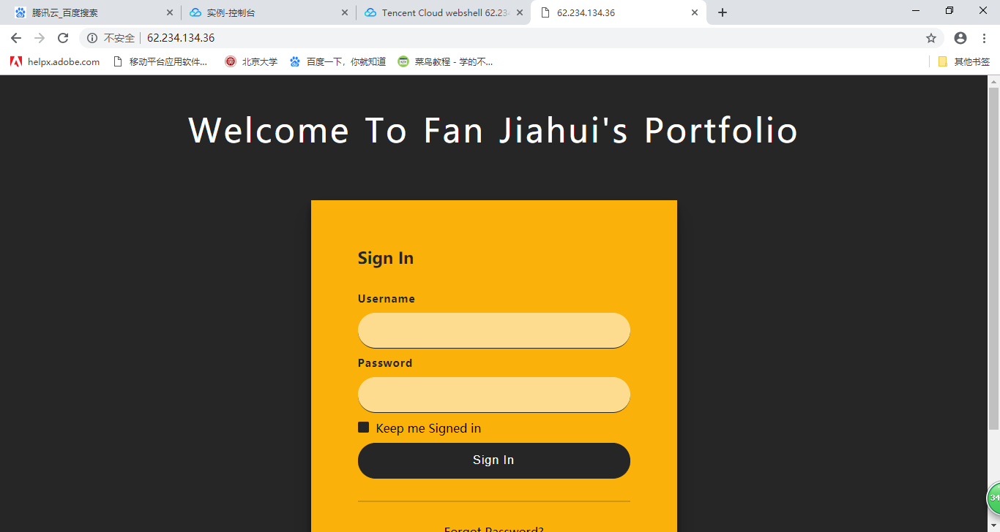 腾讯云_百度搜索
实例-控制台
Tencent Cloud webshell 62.23
62.234.134.36
不安全
62.234.134.36
helpx.adobe.com
移动平台应用软件...
北京大学
百度一下，你就知道
菜鸟教程 - 学的不...
其他书签
Welcome To Fan Jiahui's Portfolio
Sign In
Username
Password
Keep me Signed in
Sign In
34
Forgot Password?